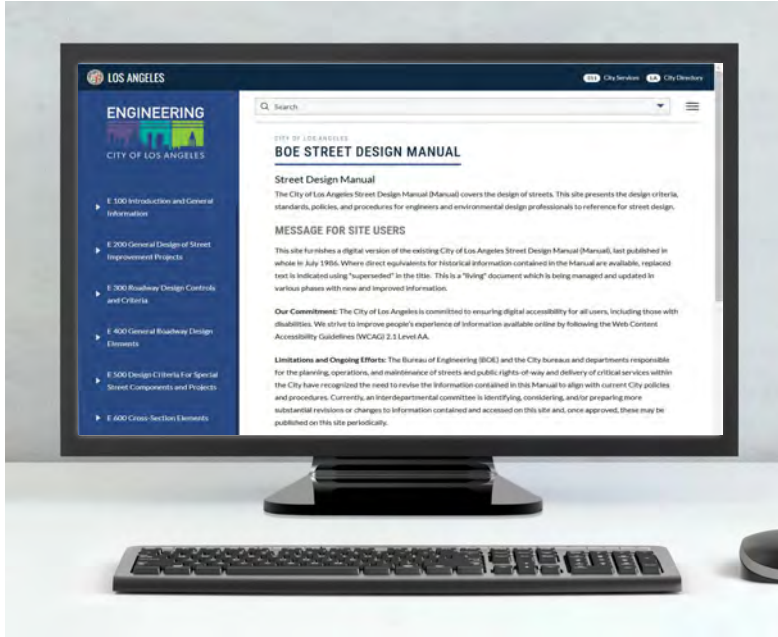 LOS ANGELES
311 City Services LA City Directory
ENGINEERING
CITY OF LOS ANGELES
E 100 Introduction and General
Information
E 200 General Design of Street
Improvement Projects
E 300 Roadway Design Controls
and Criteria
E 400 General Roadway Design
Elements
E 500 Design Criteria For Special
Street Components and Projects
E 600 Cross-Section Elements
Search
CITY OF LOS ANGELES
BOE STREET DESIGN MANUAL
Street Design Manual
The City of Los Angeles Street Design Manual (Manual) covers the design of streets. This site presents the design criteria,
standards, policies, and procedures for engineers and environmental design professionals to reference for street design.
MESSAGE FOR SITE USERS
This site furnishes a digital version of the existing City of Los Angeles Street Design Manual (Manual), last published in
whole in July 1986. Where direct equivalents for historical information contained in the Manual are available, replaced
text is indicated using "superseded" in the title. This is a "living" document which is being managed and updated in
various phases with new and improved information.
Our Commitment: The City of Los Angeles is committed to ensuring digital accessibility for all users, including those with
disabilities. We strive to improve people's experience of information available online by following the Web Content
Accessibility Guidelines (WCAG) 2.1 Level AA.
Limitations and Ongoing Efforts: The Bureau of Engineering (BOE) and the City bureaus and departments responsible
for the planning, operations, and maintenance of streets and public rights-of-way and delivery of critical services within
the City have recognized the need to revise the information contained in this Manual to align with current City policies
and procedures. Currently, an interdepartmental committee is identifying, considering, and/or preparing more
substantial revisions or changes to information contained and accessed on this site and, once approved, these may be
published on this site periodically.